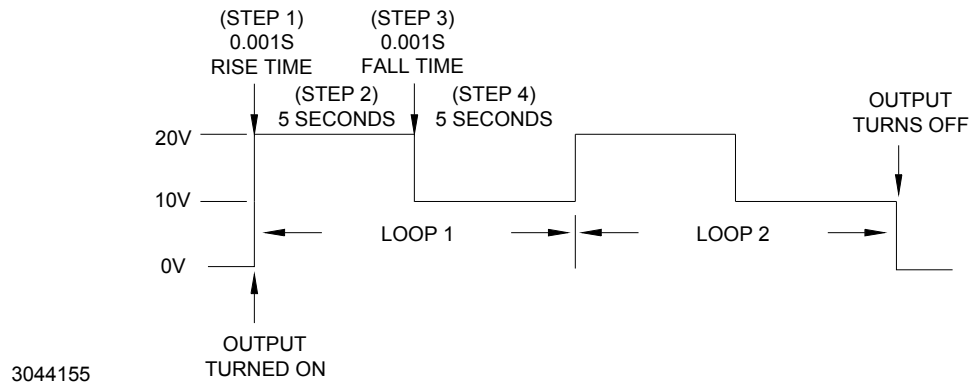 (STEP 1)
0.001S
RISE TIME
(STEP 3)
0.001S
FALL TIME
(STEP 2)
5 SECONDS
(STEP 4)
5 SECONDS
OUTPUT
TURNS OFF
20V
10V
LOOP 1
LOOP 2
0V
OUTPUT
TURNED ON
3044155